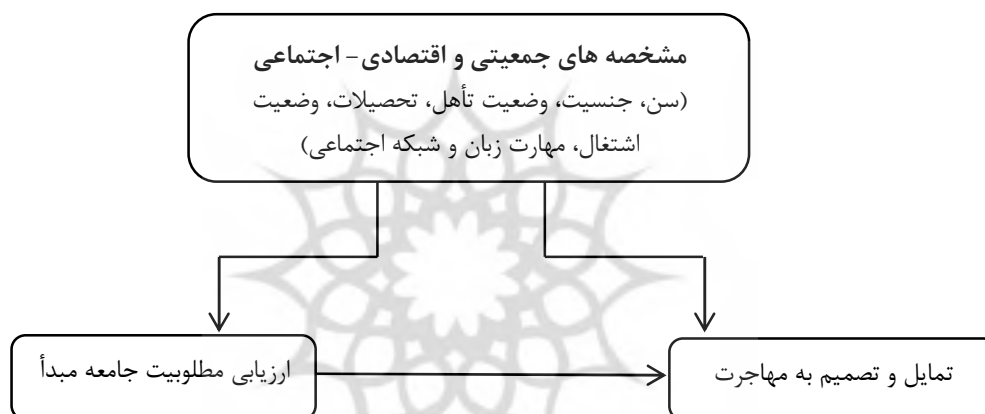 مشخصه های جمعیتی و اقتصادی- اجتماعی
(سن، جنسیت، وضعیت تأهل، تحصیلات، وضعیت
اشتغال، مهارت زبان و شبکه اجتماعی)
تمایل و تصمیم به مهاجرت
ارزیابی مطلوبیت جامعه مبدأ